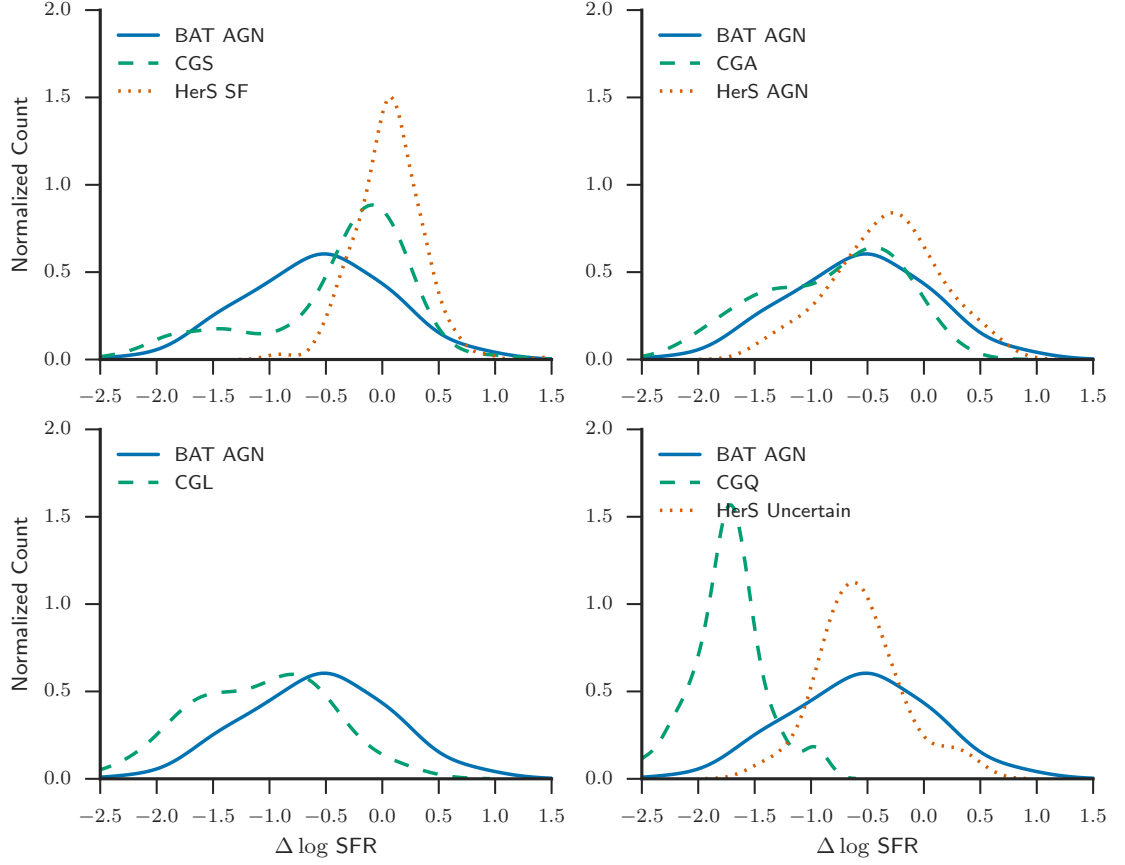 2.0
1.5
1.0
0.5
0.0
Normalized Count
BAT AGN
CGS
HerS SF
−2.5 −2.0 −1.5 −1.0 −0.5 0.0 0.5 1.0 1.5
2.0
1.5
1.0
0.5
0.0
BAT AGN
CGA
HerS AGN
−2.5 −2.0 −1.5 −1.0 −0.5 0.0 0.5 1.0 1.5
2.0
1.5
1.0
0.5
0.0
Normalized Count
BAT AGN
CGL
−2.5 −2.0 −1.5 −1.0 −0.5 0.0 0.5 1.0 1.5
Δ log SFR
2.0
1.5
1.0
0.5
0.0
BAT AGN
CGQ
HerS Uncertain
−2.5 −2.0 −1.5 −1.0 −0.5 0.0 0.5 1.0 1.5
Δ log SFR